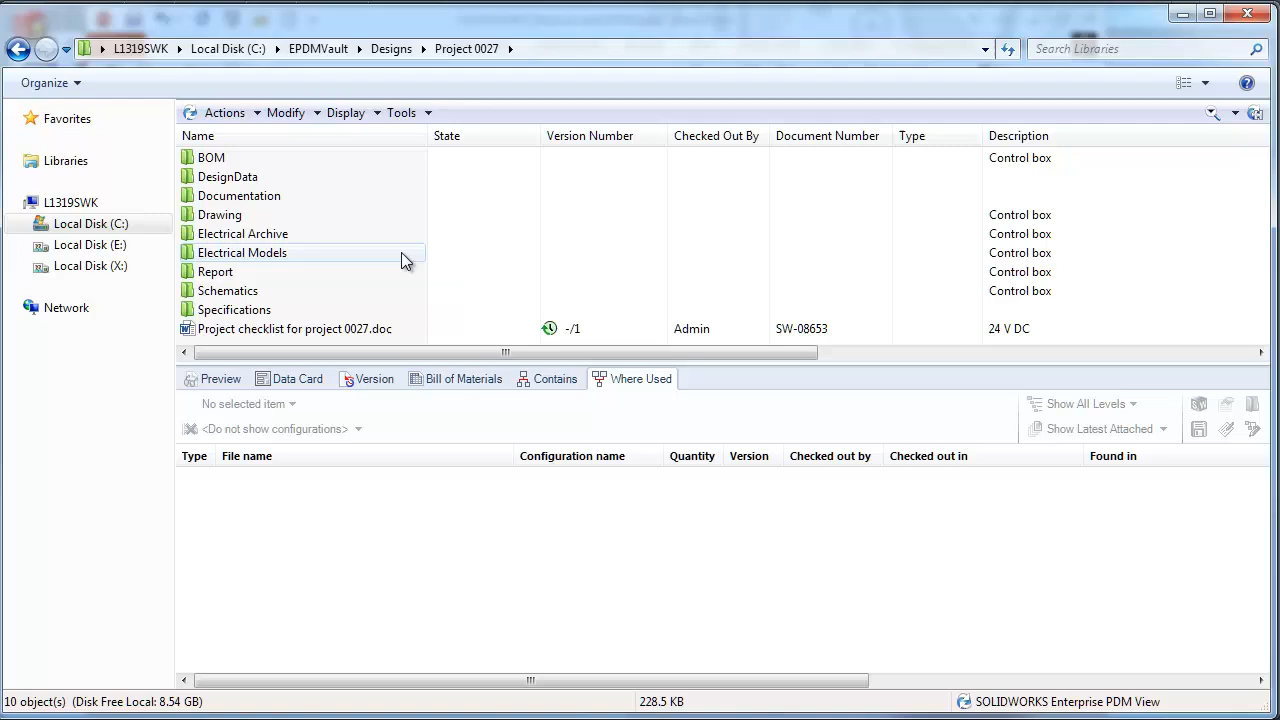 L1319SWK Local Disk (C:) EPDMVault Designs Project 0027 Search Libraries
Organize
Favorites
Libraries
L1319SWK
Local Disk (C:)
Local Disk (E:)
Local Disk (X:)
Network
Actions Modify Display Tools
Name State Version Number Checked Out By Document Number Type Description
BOM Control box
DesignData
Documentation
Drawing Control box
Electrical Archive Control box
Electrical Models Control box
Report Control box
Schematics Control box
Specifications
Project checklist for project 0027.doc -/1 Admin SW-08653 24 V DC
Preview Data Card Version Bill of Materials Contains Where Used
No selected item Show All Levels
<Do not show configurations> Show Latest Attached
Type File name Configuration name Quantity Version Checked out by Checked out in Found in
10 object(s) (Disk Free Local: 8.54 GB) 228.5 KB SOLIDWORKS Enterprise PDM View